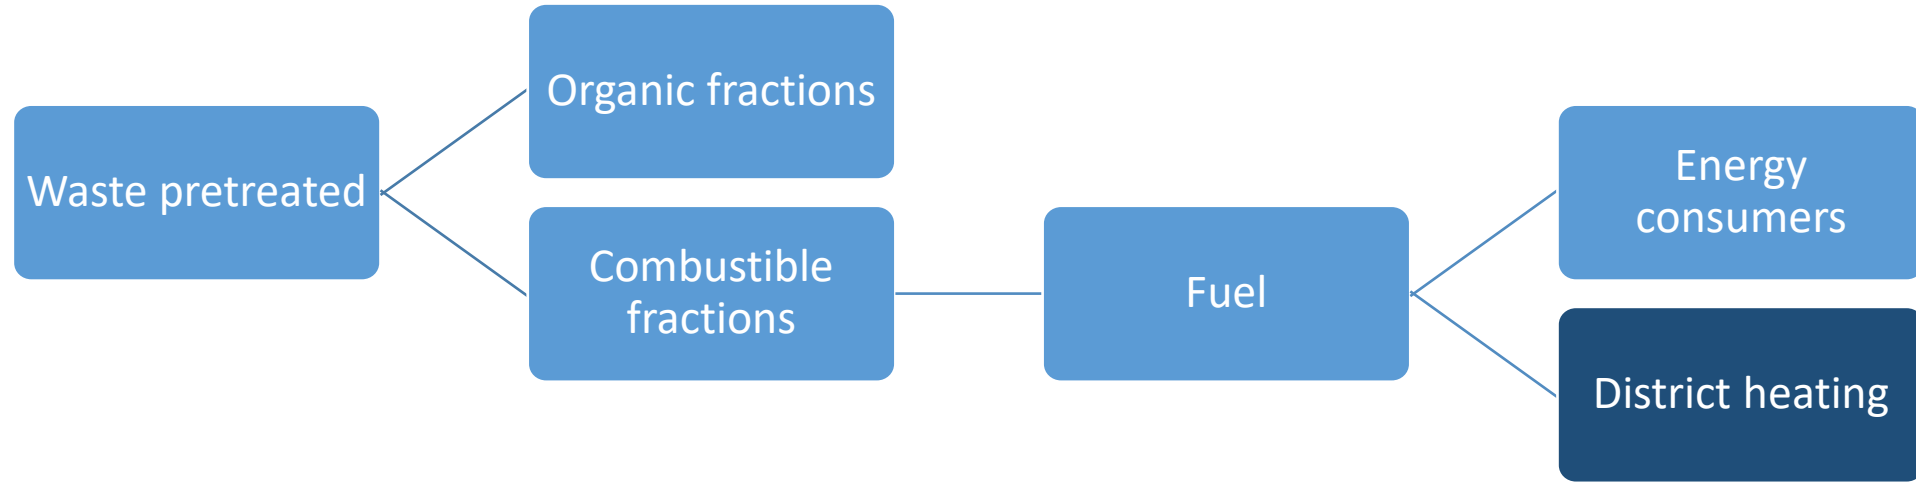 Waste pretreated
Organic fractions
Combustible
fractions
Fuel
Energy
consumers
District heating